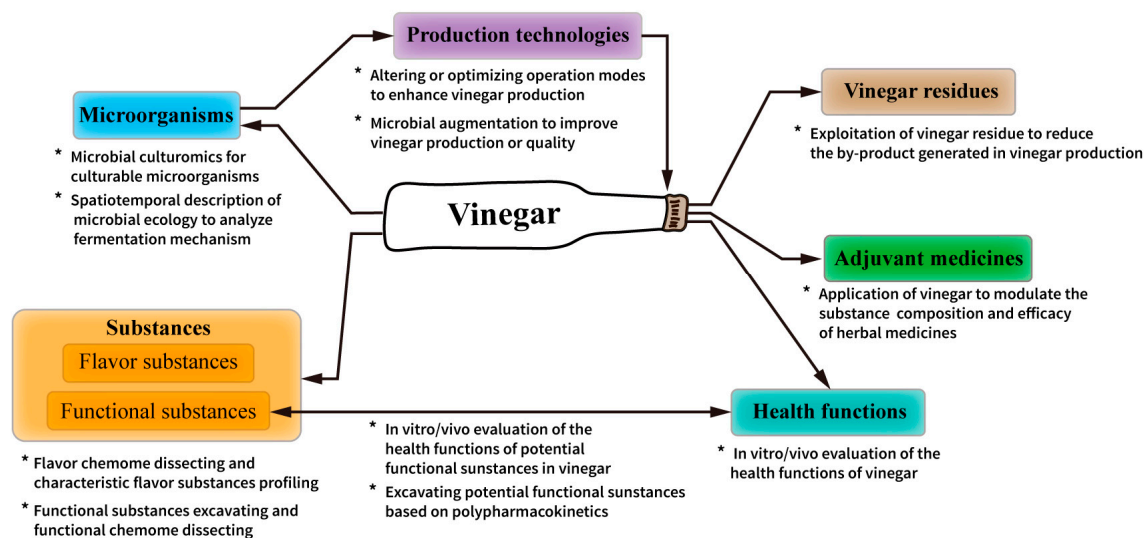 Production technologies
* Altering or optimizing operation modes
to enhance vinegar production
* Microbial augmentation to improve
vinegar production or quality
Microorganisms
* Microbial culturomics for
culturable microorganisms
* Spatiotemporal description of
microbial ecology to analyze
fermentation mechanism
Vinegar
Vinegar residues
* Exploitation of vinegar residue to reduce
the by-product generated in vinegar production
Adjuvant medicines
* Application of vinegar to modulate the
substance composition and efficacy
of herbal medicines
Substances
Flavor substances
Functional substances
* Flavor chemome dissecting and
characteristic flavor substances profiling
* Functional substances excavating and
functional chemome dissecting
* In vitro/vivo evaluation of the
health functions of potential
functional sunstances in vinegar
* Excavating potential functional sunstances
based on polypharmacokinetics
Health functions
* In vitro/vivo evaluation of the
health functions of vinegar